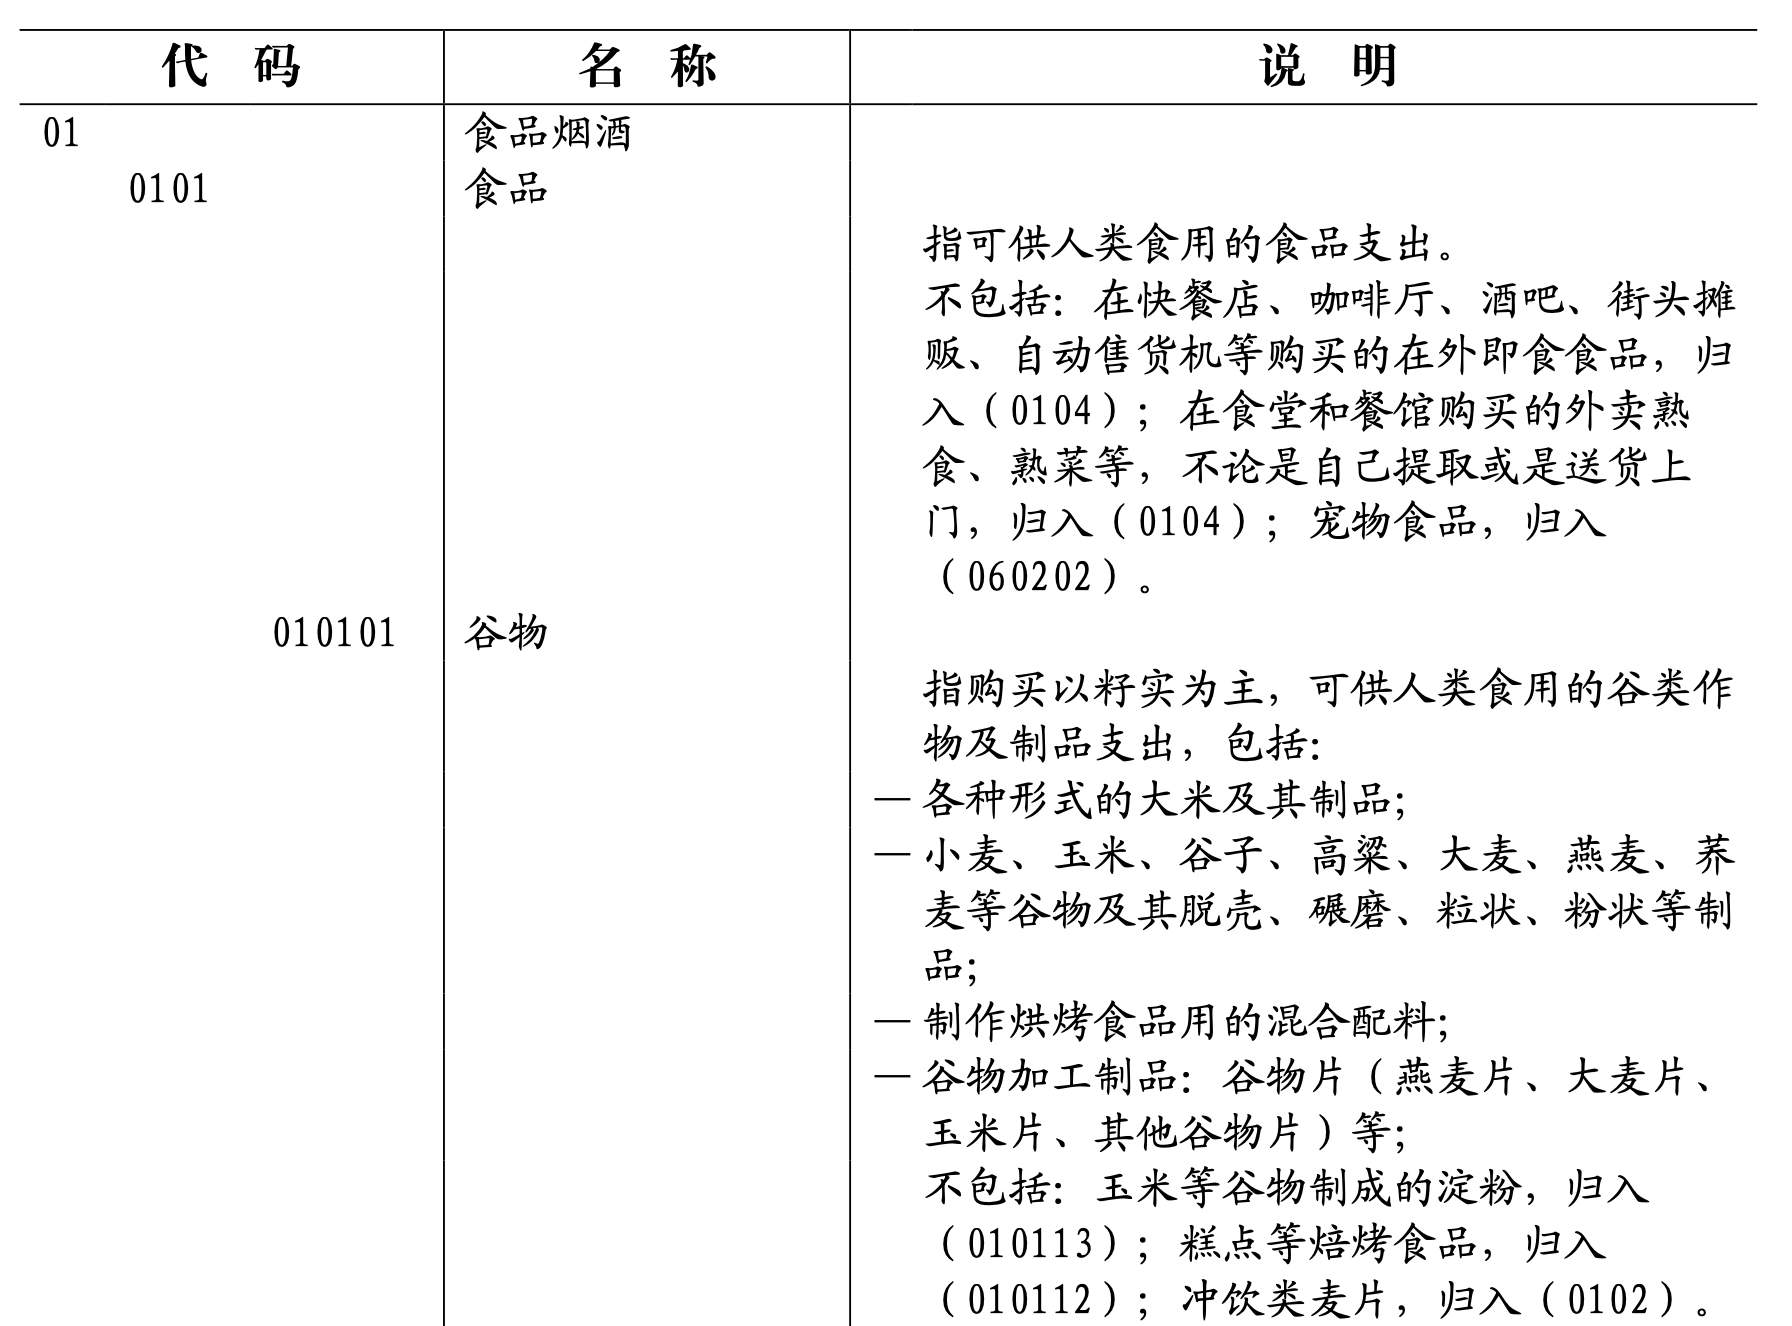 代 码 名 称 说 明
01 食品烟酒
0101 食品
指可供人类食用的食品支出。
不包括：在快餐店、咖啡厅、酒吧、街头摊
贩、自动售货机等购买的在外即食食品，归
入（0104）；在食堂和餐馆购买的外卖熟
食、熟菜等，不论是自己提取或是送货上
门，归入（0104）；宠物食品，归入
（060202）。
010101 谷物
指购买以籽实为主，可供人类食用的谷类作
物及制品支出，包括：
—各种形式的大米及其制品；
—小麦、玉米、谷子、高粱、大麦、燕麦、荞
麦等谷物及其脱壳、碾磨、粒状、粉状等制
品；
—制作烘烤食品用的混合配料；
—谷物加工制品：谷物片（燕麦片、大麦片、
玉米片、其他谷物片）等；
不包括：玉米等谷物制成的淀粉，归入
（010113）；糕点等焙烤食品，归入
（010112）；冲饮类麦片，归入（0102）。